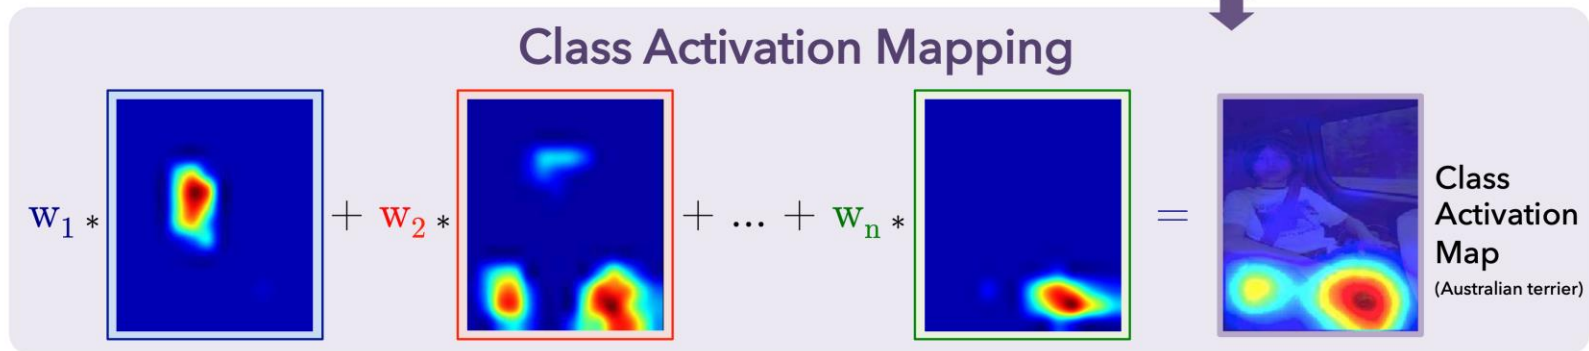 Class Activation Mapping
w1 * + w2 * + ... + wn * =
Class
Activation
Map
(Australian terrier)